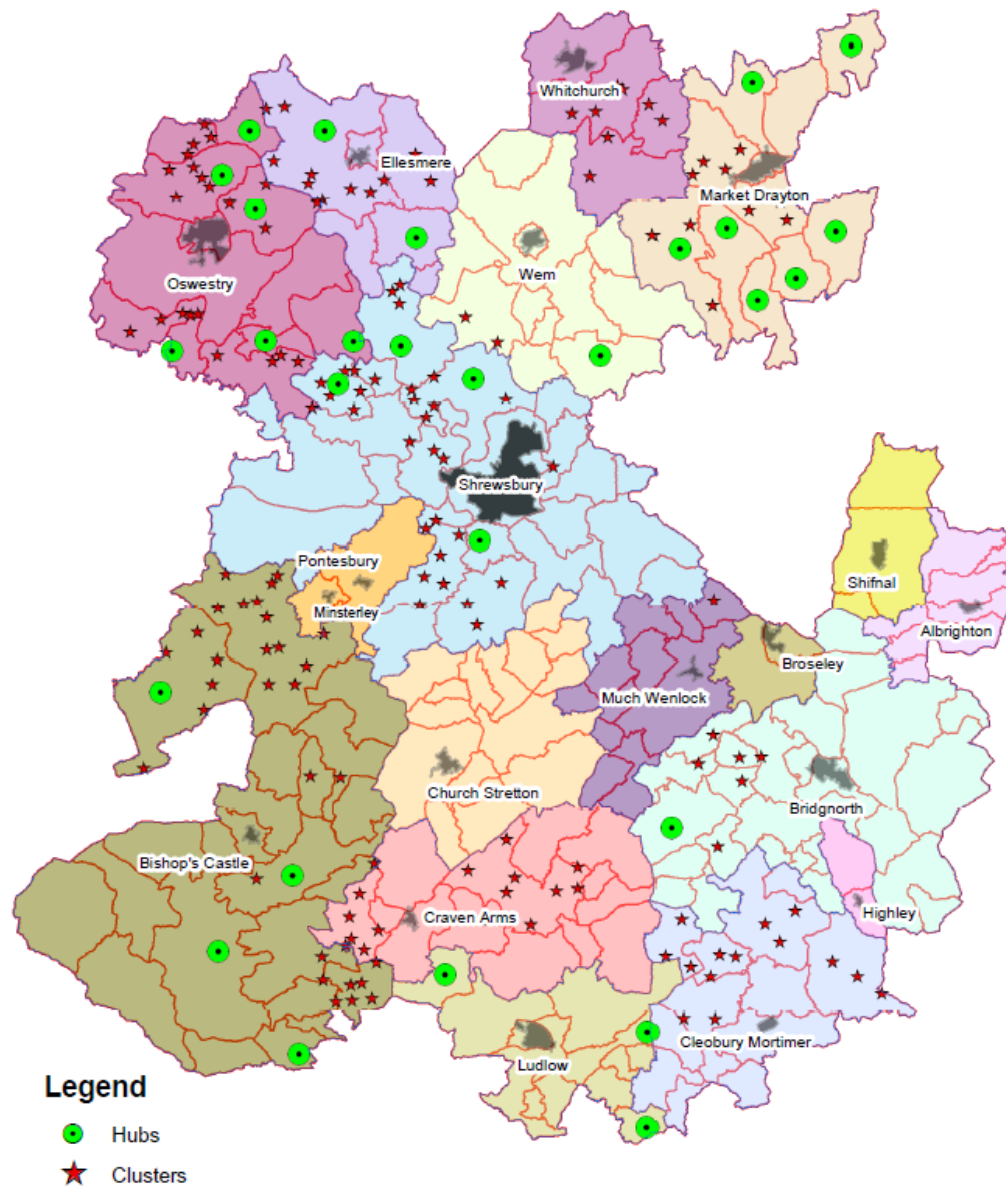 Whitchurch
Ellesmere
Market Drayton
Wem
Oswestry
Shrewsbury
Pontesbury
Shifnal
Minsterley
Albrighton
Broseley
Much Wenlock
Church Stretton
Bridgnorth
Bishop's Castle
Highley
Craven Arms
Cleobury Mortimer
Ludlow
Legend
Hubs
Clusters